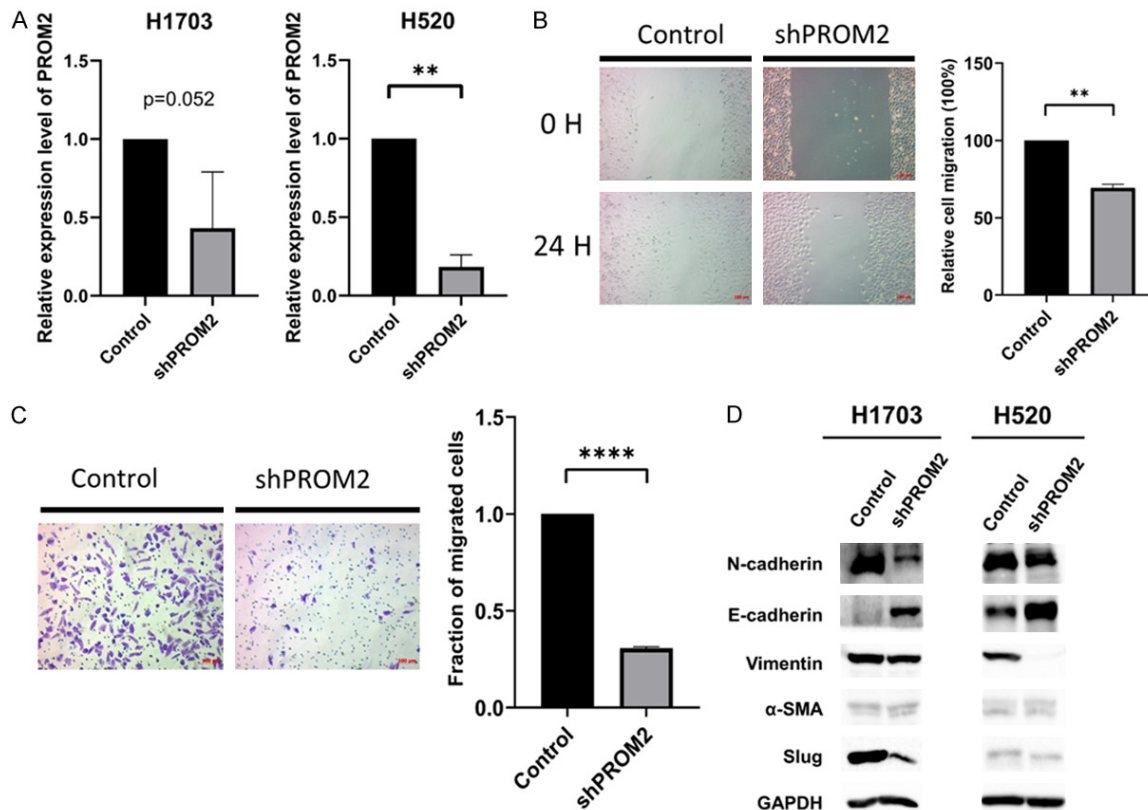 A
H1703
H520
Relative expression level of PROM2
1.5
1.0
0.5
0.0
p=0.052
Control
shPROM2
Relative expression level of PROM2
1.5
1.0
0.5
0.0
**
Control
shPROM2
B
Control
shPROM2
0 H
24 H
Relative cell migration (100%)
150
100
50
0
**
Control
shPROM2
C
Control
shPROM2
Fraction of migrated cells
1.5
1.0
0.5
0.0
****
Control
shPROM2
D
H1703
H520
Control
shPROM2
Control
shPROM2
N-cadherin
E-cadherin
Vimentin
α-SMA
Slug
GAPDH